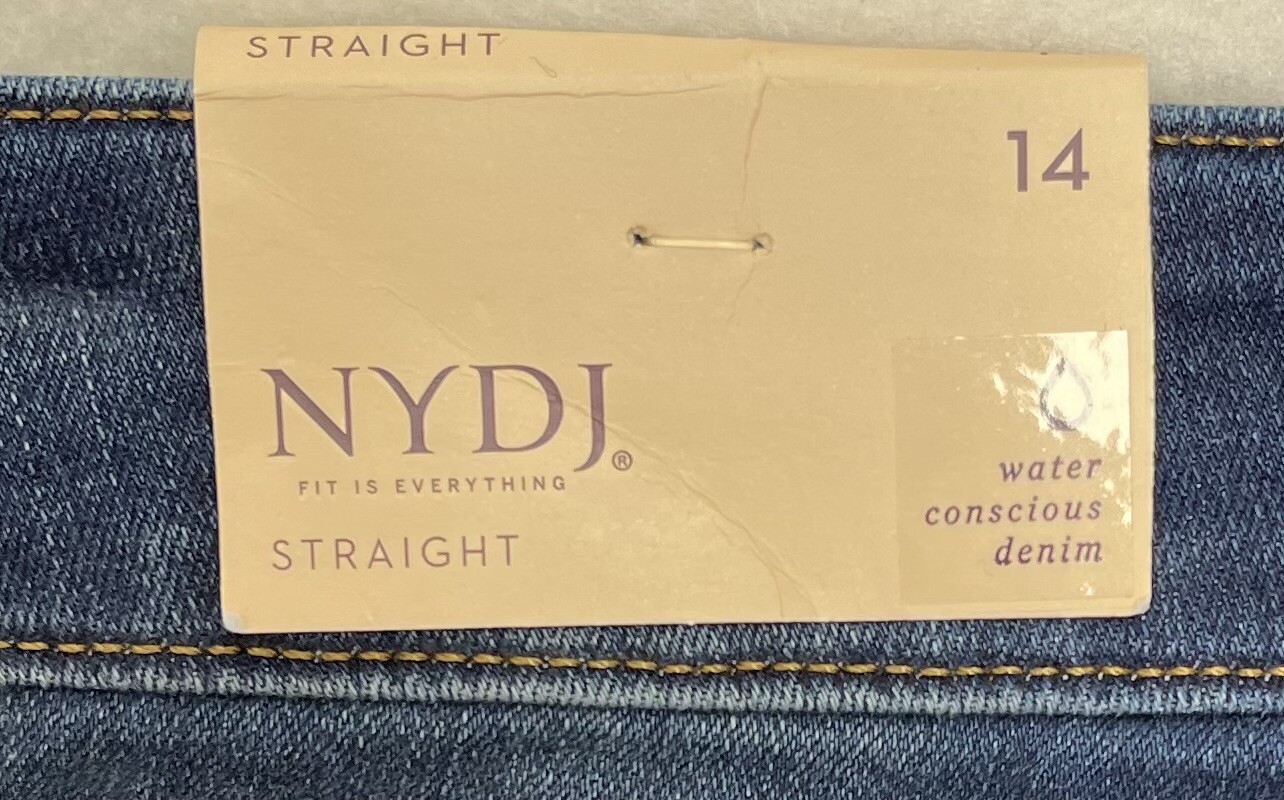 STRAIGHT
14
NYDJ®
FIT IS EVERYTHING
STRAIGHT
water
conscious
denim